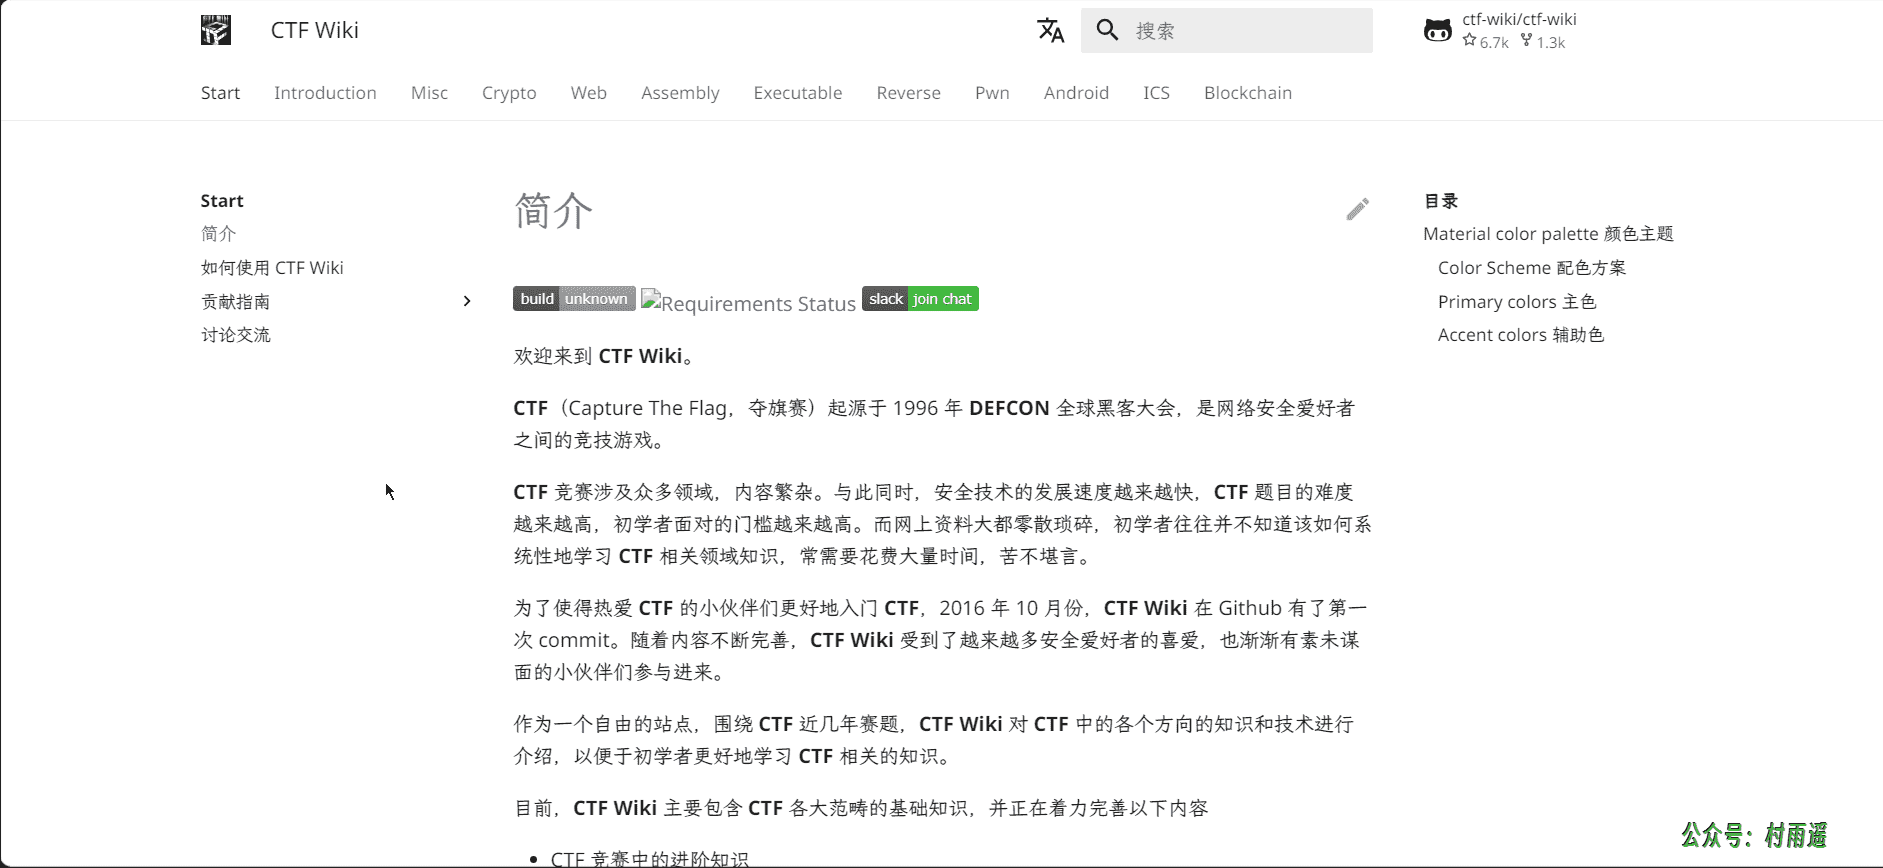 CTF Wiki
搜索
ctf-wiki/ctf-wiki
6.7k 1.3k
Start Introduction Misc Crypto Web Assembly Executable Reverse Pwn Android ICS Blockchain
Start
简介
如何使用 CTF Wiki
贡献指南
讨论交流
简介
build unknown Requirements Status slack join chat
欢迎来到 CTF Wiki。
CTF（Capture The Flag，夺旗赛）起源于 1996 年 DEFCON 全球黑客大会，是网络安全爱好者
之间的竞技游戏。
CTF 竞赛涉及众多领域，内容繁杂。与此同时，安全技术的发展速度越来越快，CTF 题目的难度
越来越高，初学者面对的门槛越来越高。而网上资料大都零散琐碎，初学者往往并不知道该如何系
统性地学习 CTF 相关领域知识，常需要花费大量时间，苦不堪言。
为了使得热爱 CTF 的小伙伴们更好地入门 CTF，2016 年 10 月份，CTF Wiki 在 Github 有了第一
次 commit。随着内容不断完善，CTF Wiki 受到了越来越多安全爱好者的喜爱，也渐渐有素未谋
面的小伙伴们参与进来。
作为一个自由的站点，围绕 CTF 近几年赛题，CTF Wiki 对 CTF 中的各个方向的知识和技术进行
介绍，以便于初学者更好地学习 CTF 相关的知识。
目前，CTF Wiki 主要包含 CTF 各大范畴的基础知识，并正在着力完善以下内容
• CTF 竞赛中的进阶知识
目录
Material color palette 颜色主题
Color Scheme 配色方案
Primary colors 主色
Accent colors 辅助色
公众号：村雨遥